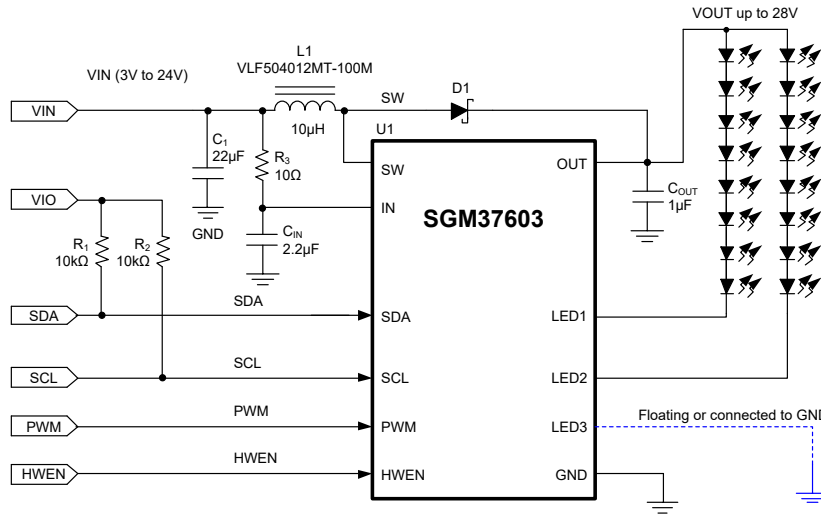 VOUT up to 28V
L1
VLF504012MT-100M
VIN (3V to 24V)
D1
SW
VIN
10µH
U1
C1
22µF
R3
10Ω
SW
OUT
VIO
IN
COUT
1µF
SGM37603
GND
CIN
2.2µF
R1
10kΩ
R2
10kΩ
SDA
SDA
SDA
LED1
SCL
SCL
SCL
LED2
PWM
PWM
PWM
LED3
Floating or connected to GND
HWEN
HWEN
HWEN
GND